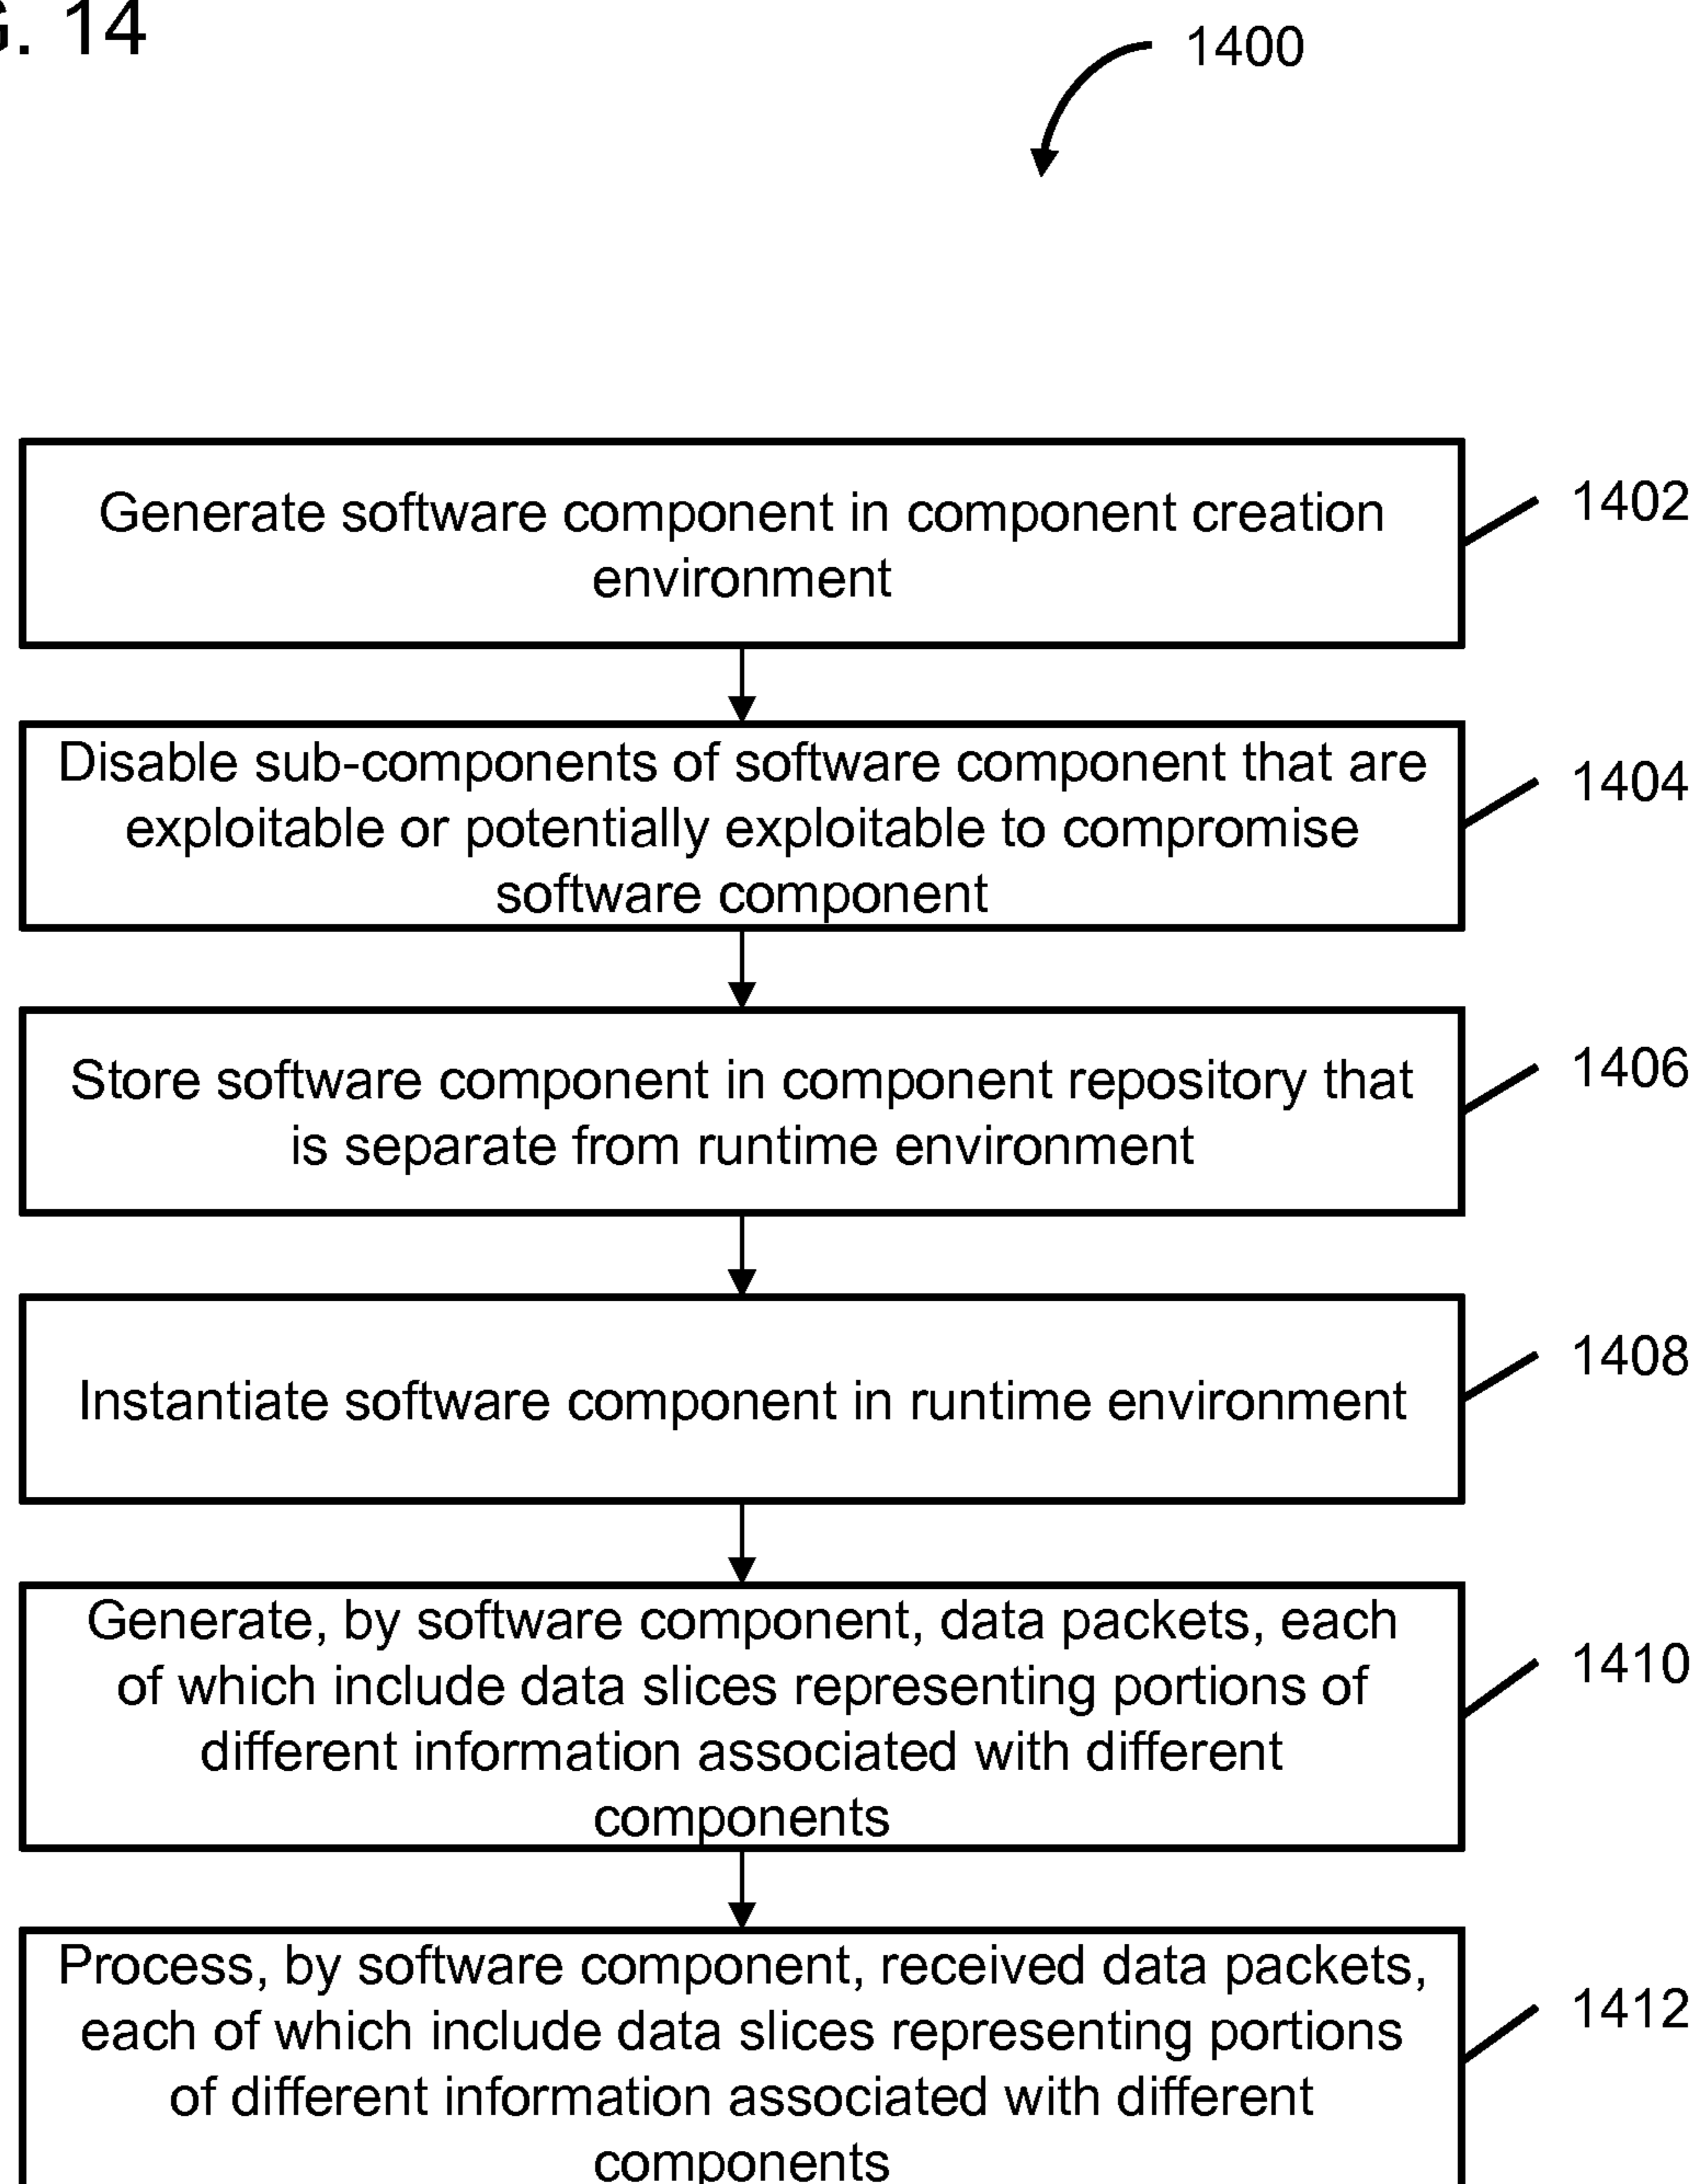 G. 14
1400
Generate software component in component creation
environment
1402
Disable sub-components of software component that are
exploitable or potentially exploitable to compromise
software component
1404
Store software component in component repository that
is separate from runtime environment
1406
Instantiate software component in runtime environment
1408
Generate, by software component, data packets, each
of which include data slices representing portions of
different information associated with different
components
1410
Process, by software component, received data packets,
each of which include data slices representing portions
of different information associated with different
components
1412